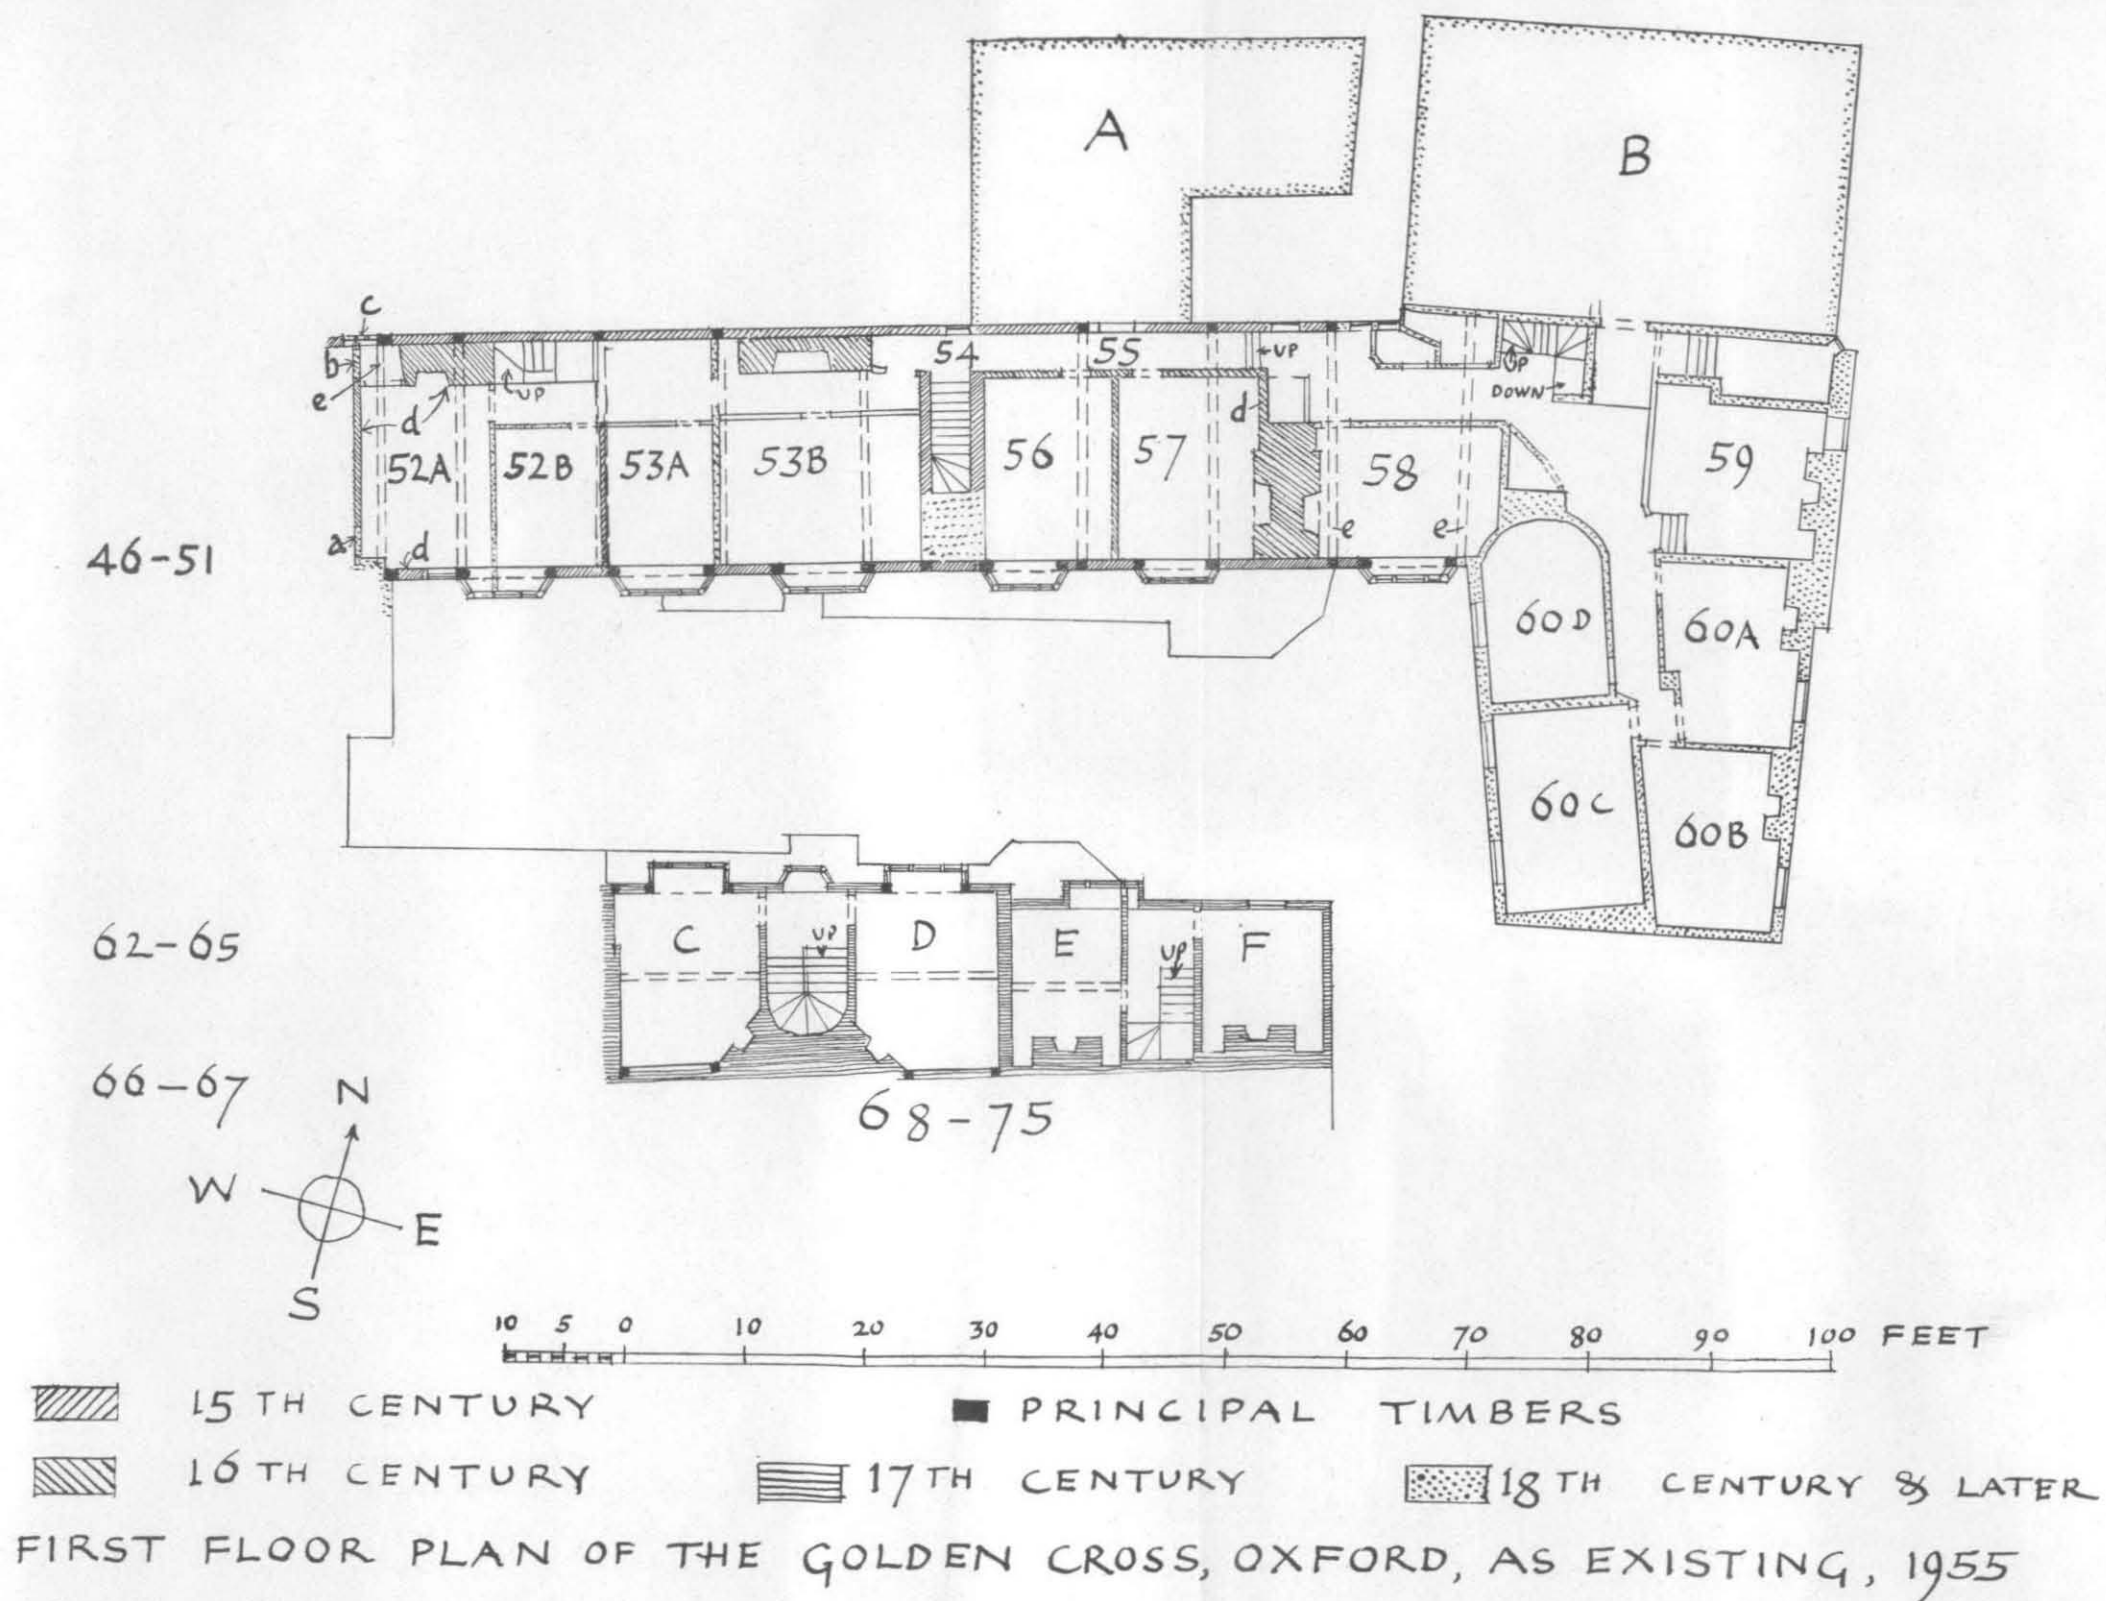 A
B
c
b
e
d
UP
54
55
UP
UP
DOWN
d
52A
52B
53A
53B
56
57
58
59
a
d
e
e
46-51
60D
60A
60C
60B
62-65
C
UP
D
E
UP
F
66-67
68-75
N
W
E
S
10 5 0 10 20 30 40 50 60 70 80 90 100 FEET
15TH CENTURY
PRINCIPAL TIMBERS
16TH CENTURY
17TH CENTURY
18TH CENTURY & LATER
FIRST FLOOR PLAN OF THE GOLDEN CROSS, OXFORD, AS EXISTING, 1955